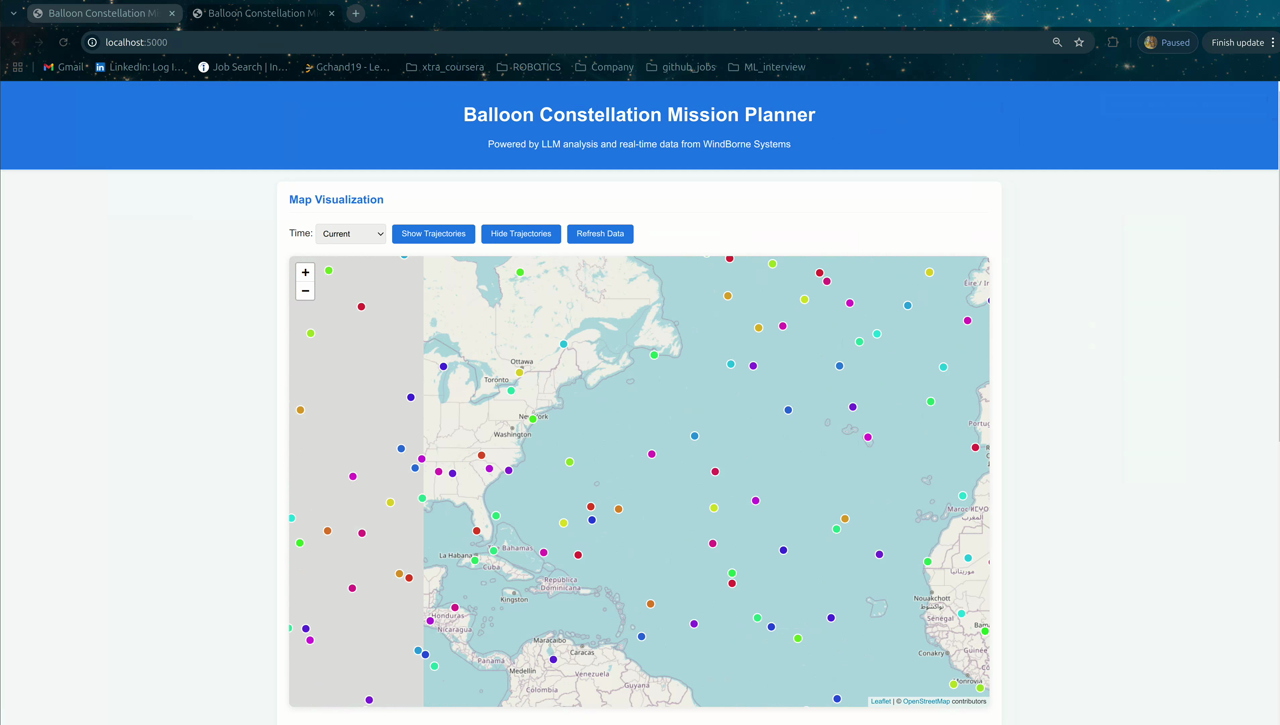 Balloon Constellation Mi
Balloon Constellation M
localhost:5000
Paused
Finish update
Gmail
LinkedIn: Log I...
Job Search | In...
Gchand19 - Le...
xtra_coursera
ROBOTICS
Company
github_jobs
ML_interview
Balloon Constellation Mission Planner
Powered by LLM analysis and real-time data from WindBorne Systems
Map Visualization
Time: Current Show Trajectories Hide Trajectories Refresh Data
+
−
Ottawa
Toronto
New York
Washington
Portug
Maroc
المغرب
La Habana
Bahamas
Cuba
República
Dominicana
Kingston
Honduras
Nicaragua
Panamá
Maracaibo
Caracas
Medellín
Venezuela
Colombia
Guyana
Nouakchott
Sénégal
Bam
Guinée
Conakry
Monrovia
Leaflet | © OpenStreetMap contributors